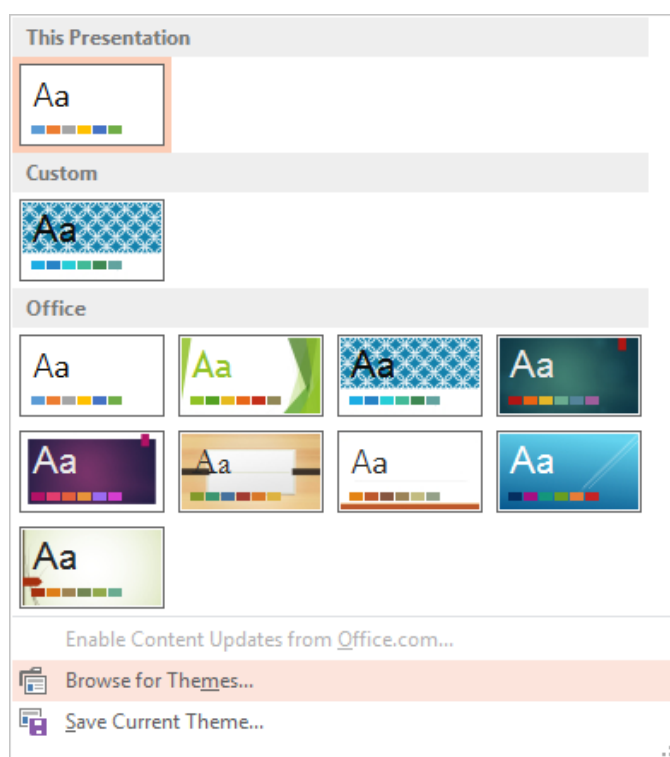 This Presentation
Aa
Custom
Aa
Office
Aa Aa Aa Aa
Aa Aa Aa Aa
Aa
Enable Content Updates from Office.com...
Browse for Themes...
Save Current Theme...